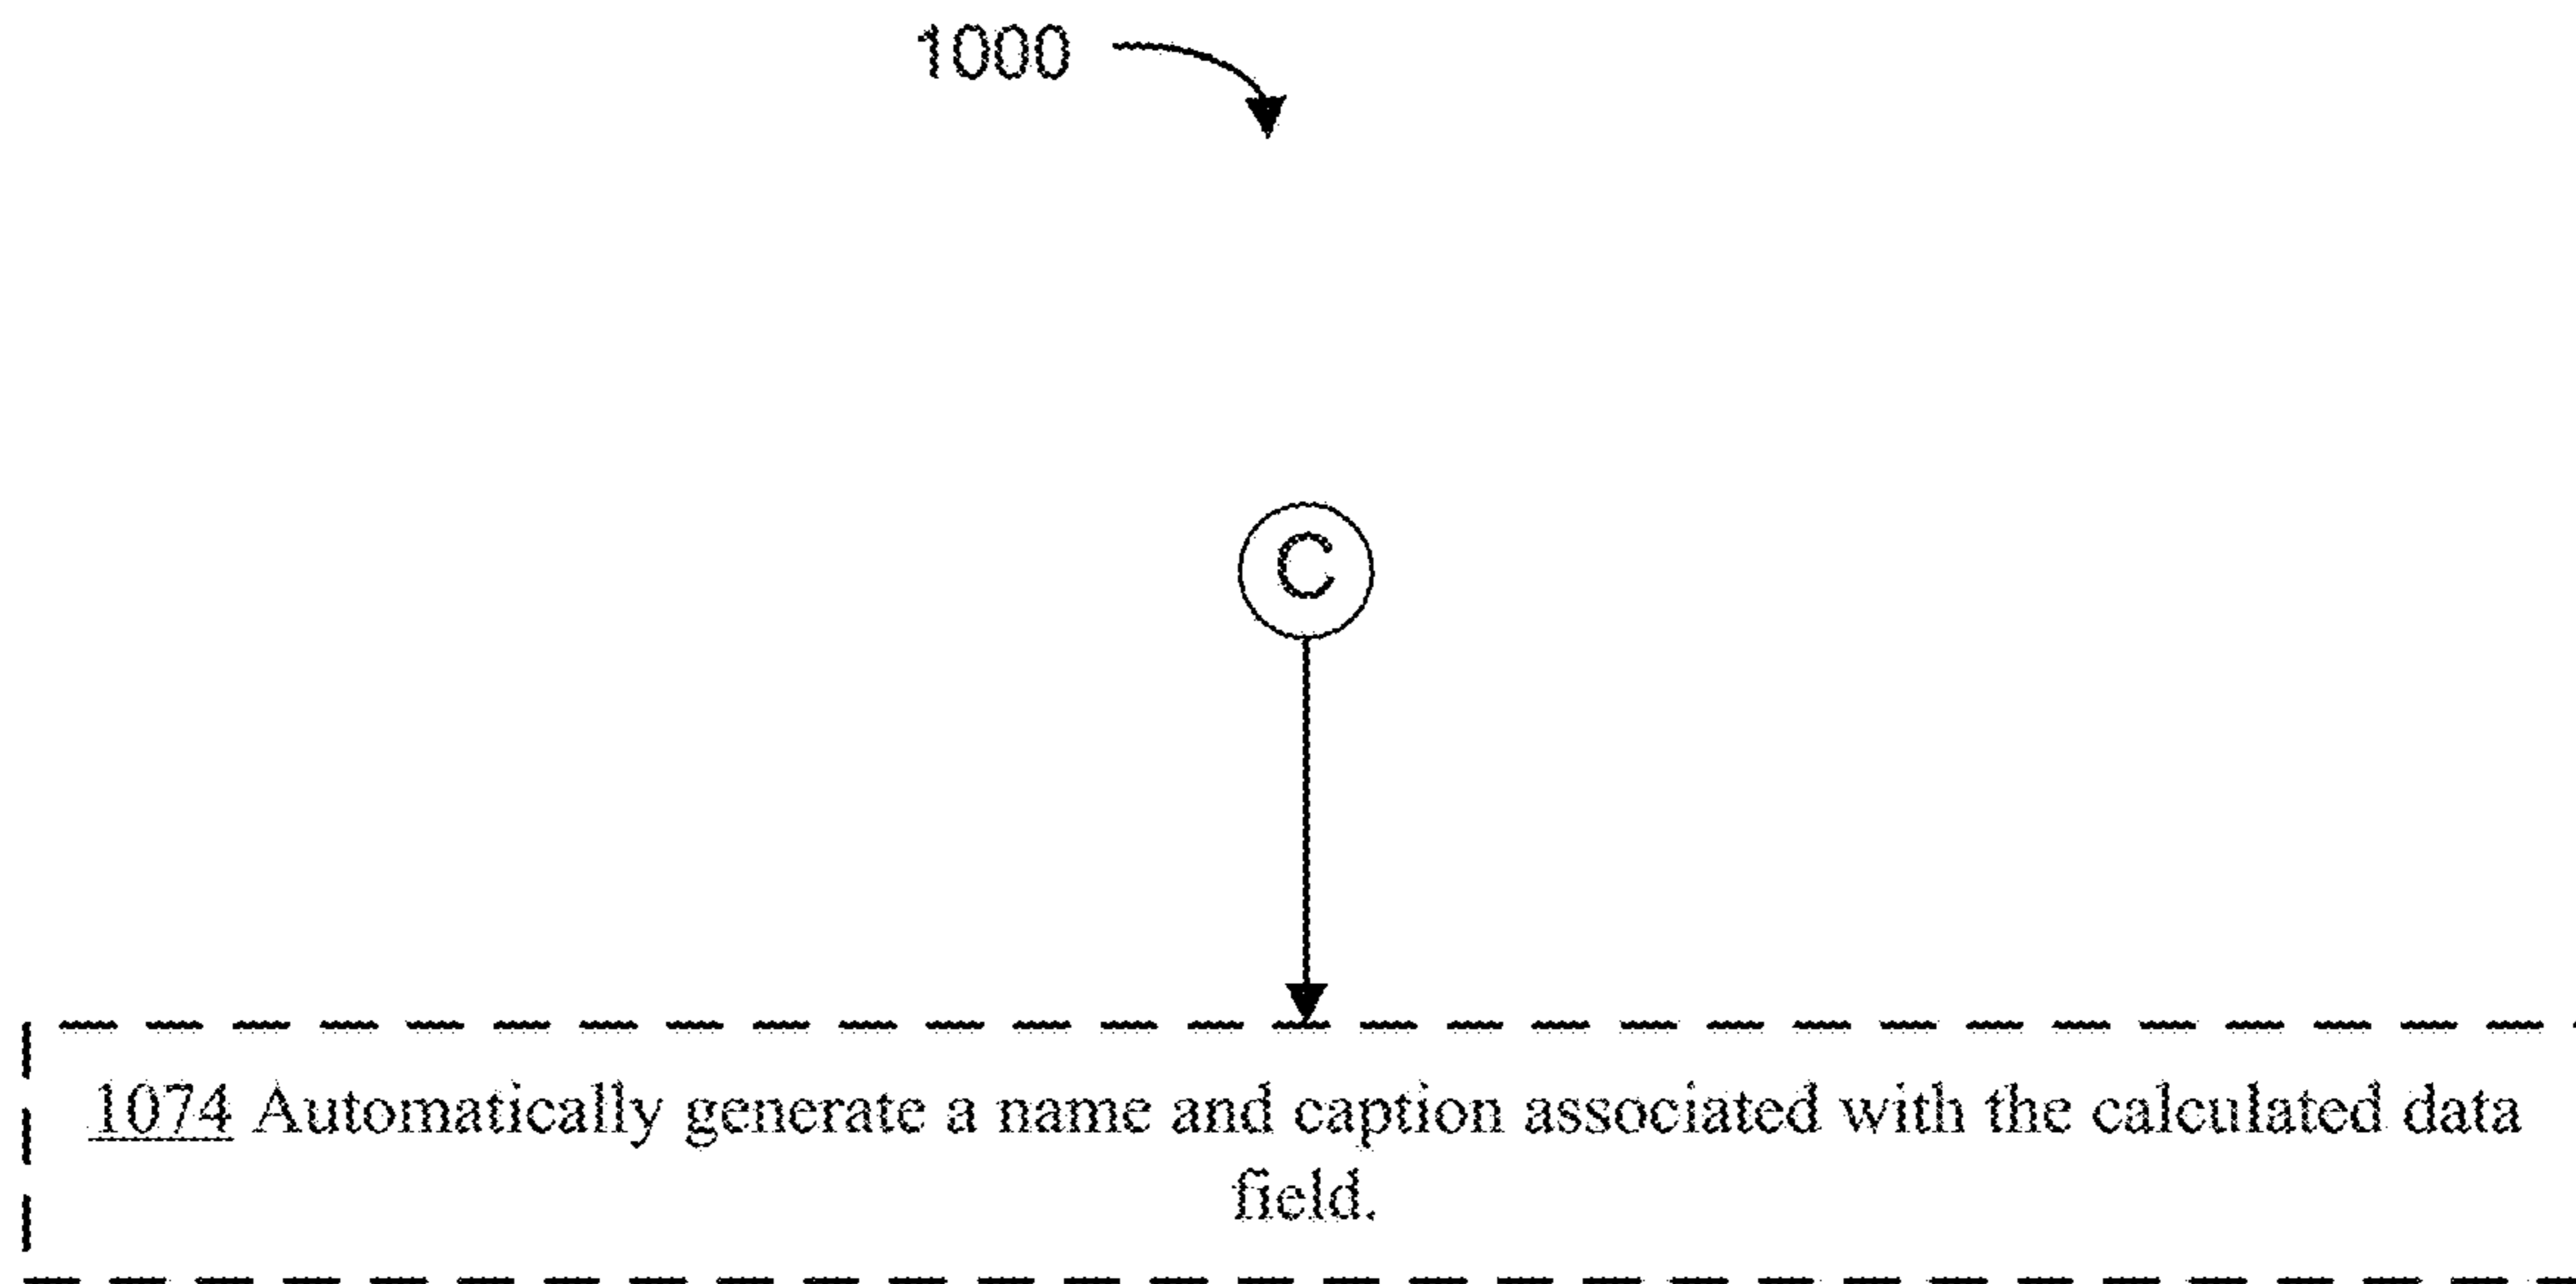 1000
C
1074 Automatically generate a name and caption associated with the calculated data
field.